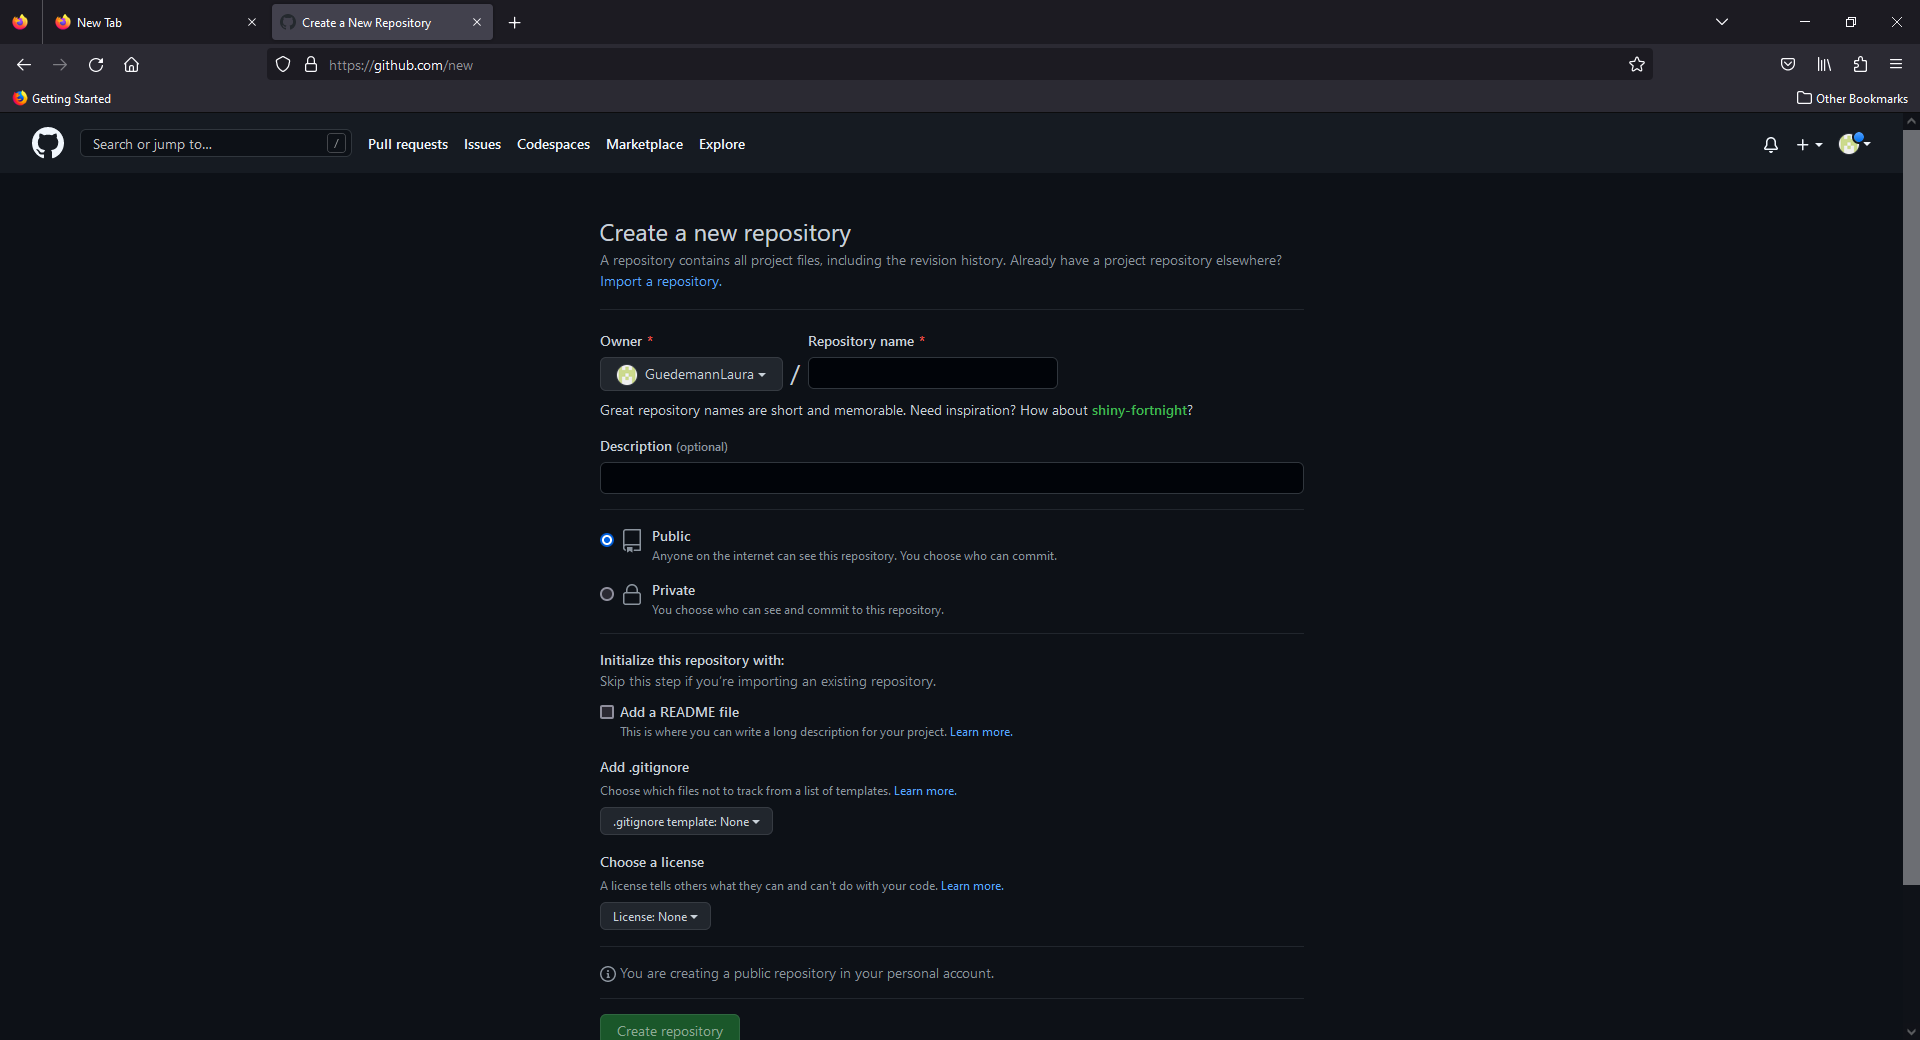 New Tab
Create a New Repository
https://github.com/new
Getting Started
Other Bookmarks
Search or jump to...
/
Pull requests
Issues
Codespaces
Marketplace
Explore
Create a new repository
A repository contains all project files, including the revision history. Already have a project repository elsewhere?
Import a repository.
Owner *
Repository name *
GuedemannLaura
/
Great repository names are short and memorable. Need inspiration? How about shiny-fortnight?
Description (optional)
Public
Anyone on the internet can see this repository. You choose who can commit.
Private
You choose who can see and commit to this repository.
Initialize this repository with:
Skip this step if you're importing an existing repository.
Add a README file
This is where you can write a long description for your project. Learn more.
Add .gitignore
Choose which files not to track from a list of templates. Learn more.
.gitignore template: None
Choose a license
A license tells others what they can and can't do with your code. Learn more.
License: None
You are creating a public repository in your personal account.
Create repository